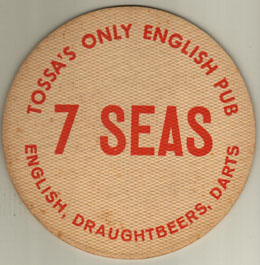 TOSSA'S ONLY ENGLISH PUB
7 SEAS
ENGLISH, DRAUGHTBEERS, DARTS